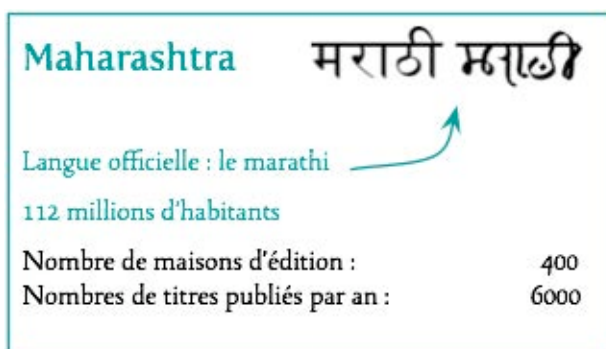 Maharashtra मराठी 𑘦𑘨𑘰𑘙𑘲
Langue officielle : le marathi
112 millions d'habitants
Nombre de maisons d'édition : 400
Nombres de titres publiés par an : 6000